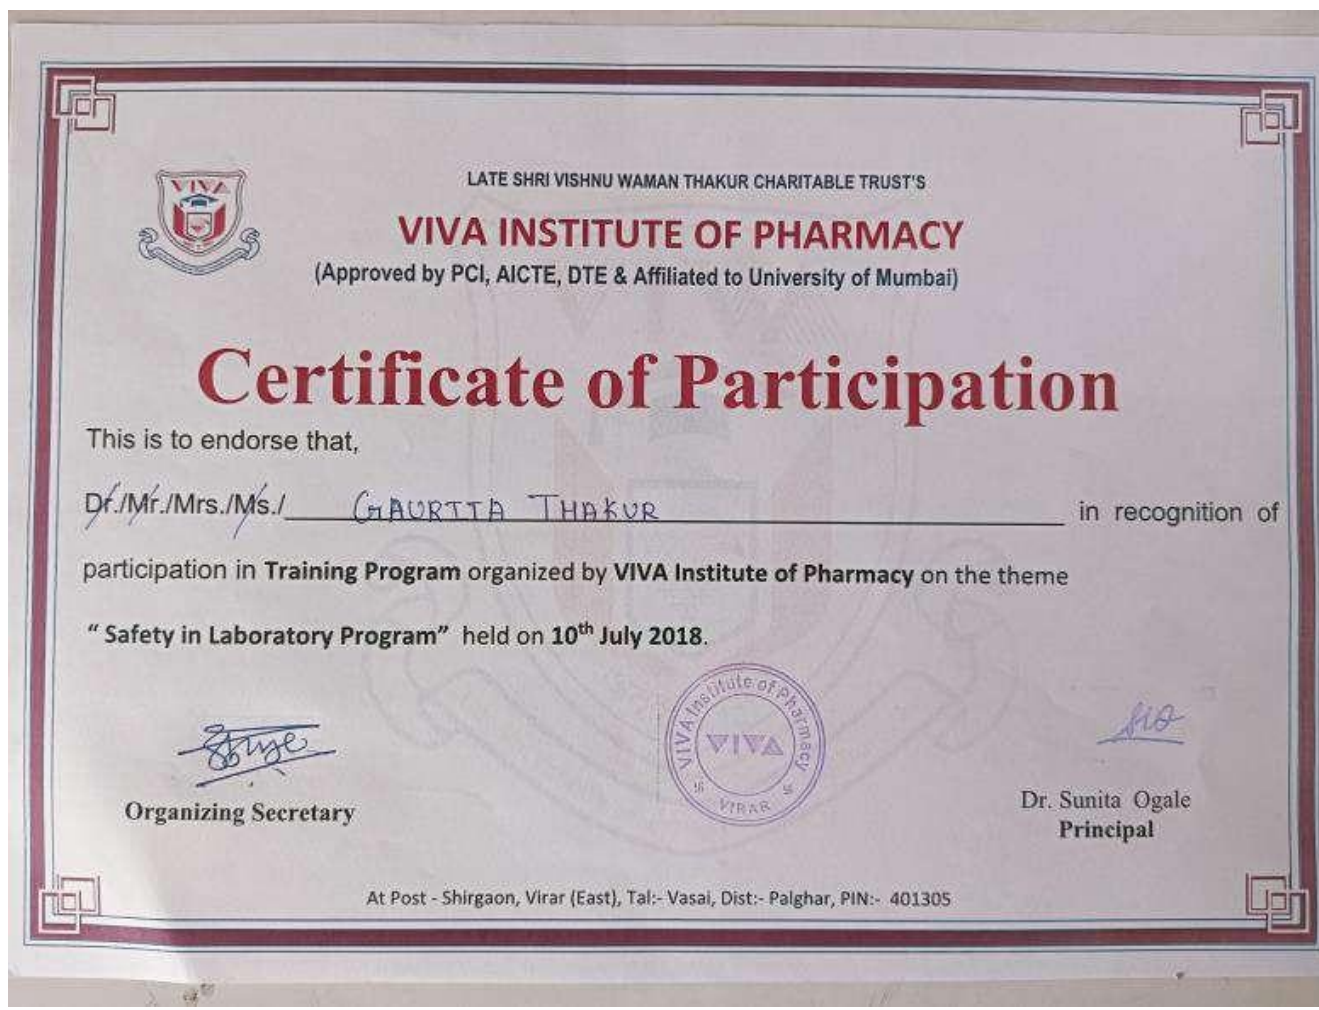 VIVA
LATE SHRI VISHNU WAMAN THAKUR CHARITABLE TRUST'S
VIVA INSTITUTE OF PHARMACY
(Approved by PCI, AICTE, DTE & Affiliated to University of Mumbai)
Certificate of Participation
This is to endorse that,
Dr./Mr./Mrs./Ms./ GAURITA THAKUR in recognition of
participation in Training Program organized by VIVA Institute of Pharmacy on the theme
“ Safety in Laboratory Program” held on 10th July 2018.
VIVA Institute of Pharmacy
VIVA
VIRAR
Organizing Secretary
Dr. Sunita Ogale
Principal
At Post - Shirgaon, Virar (East), Tal:- Vasai, Dist:- Palghar, PIN:- 401305